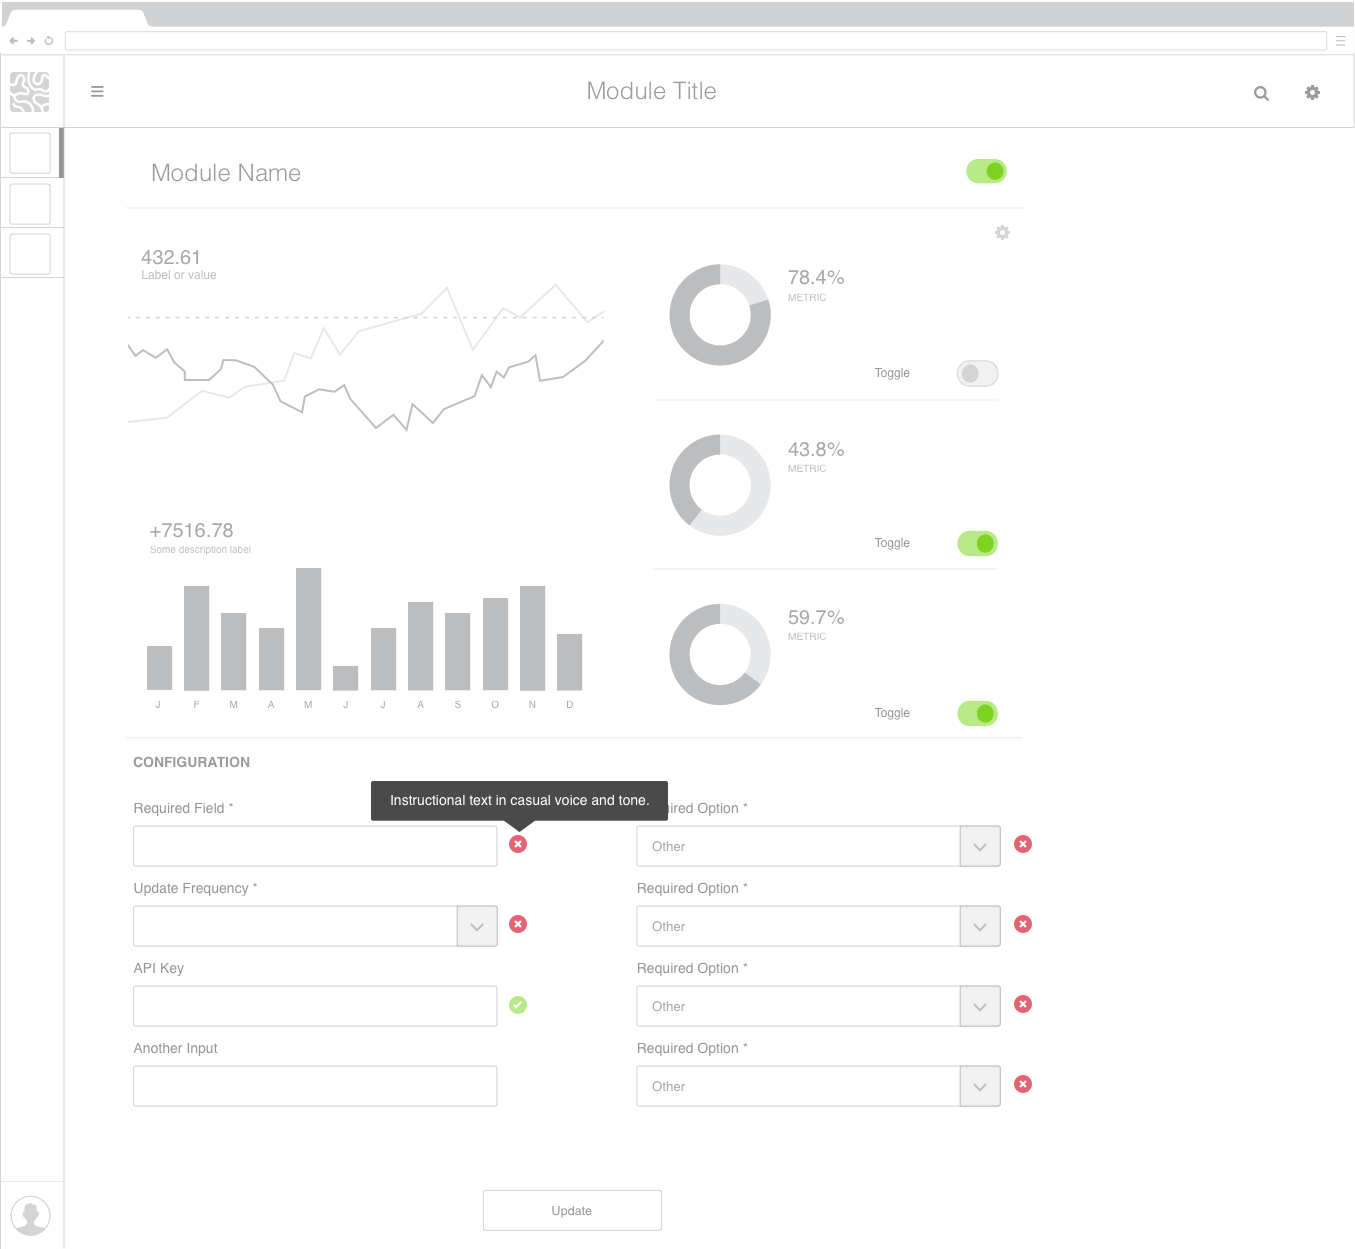 Module Title
Module Name
432.61
Label or value
78.4%
METRIC
Toggle
43.8%
METRIC
Toggle
+7516.78
Some description label
J F M A M J J A S O N D
59.7%
METRIC
Toggle
CONFIGURATION
Instructional text in casual voice and tone.
Required Field *
uired Option *
Other
Update Frequency *
Required Option *
Other
API Key
Required Option *
Other
Another Input
Required Option *
Other
Update